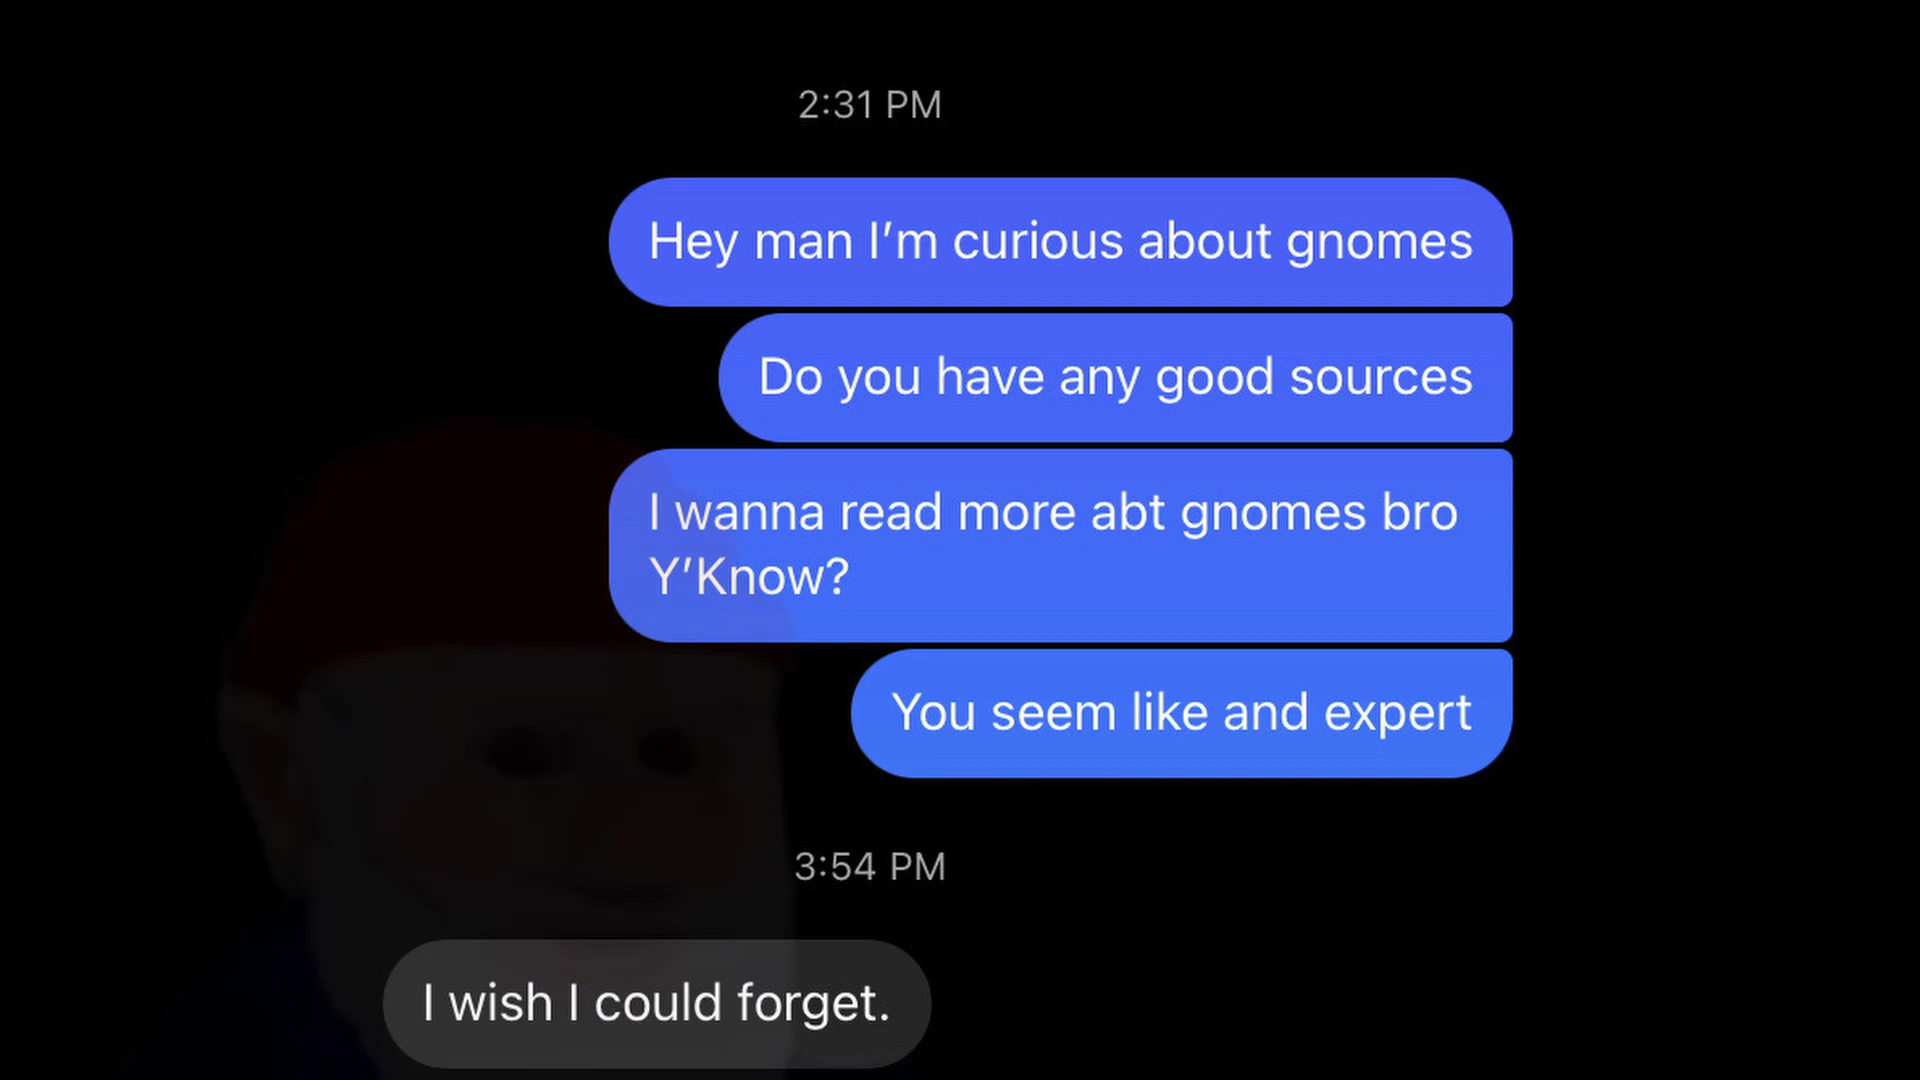 2:31 PM
Hey man I’m curious about gnomes
Do you have any good sources
I wanna read more abt gnomes bro
Y’Know?
You seem like and expert
3:54 PM
I wish I could forget.